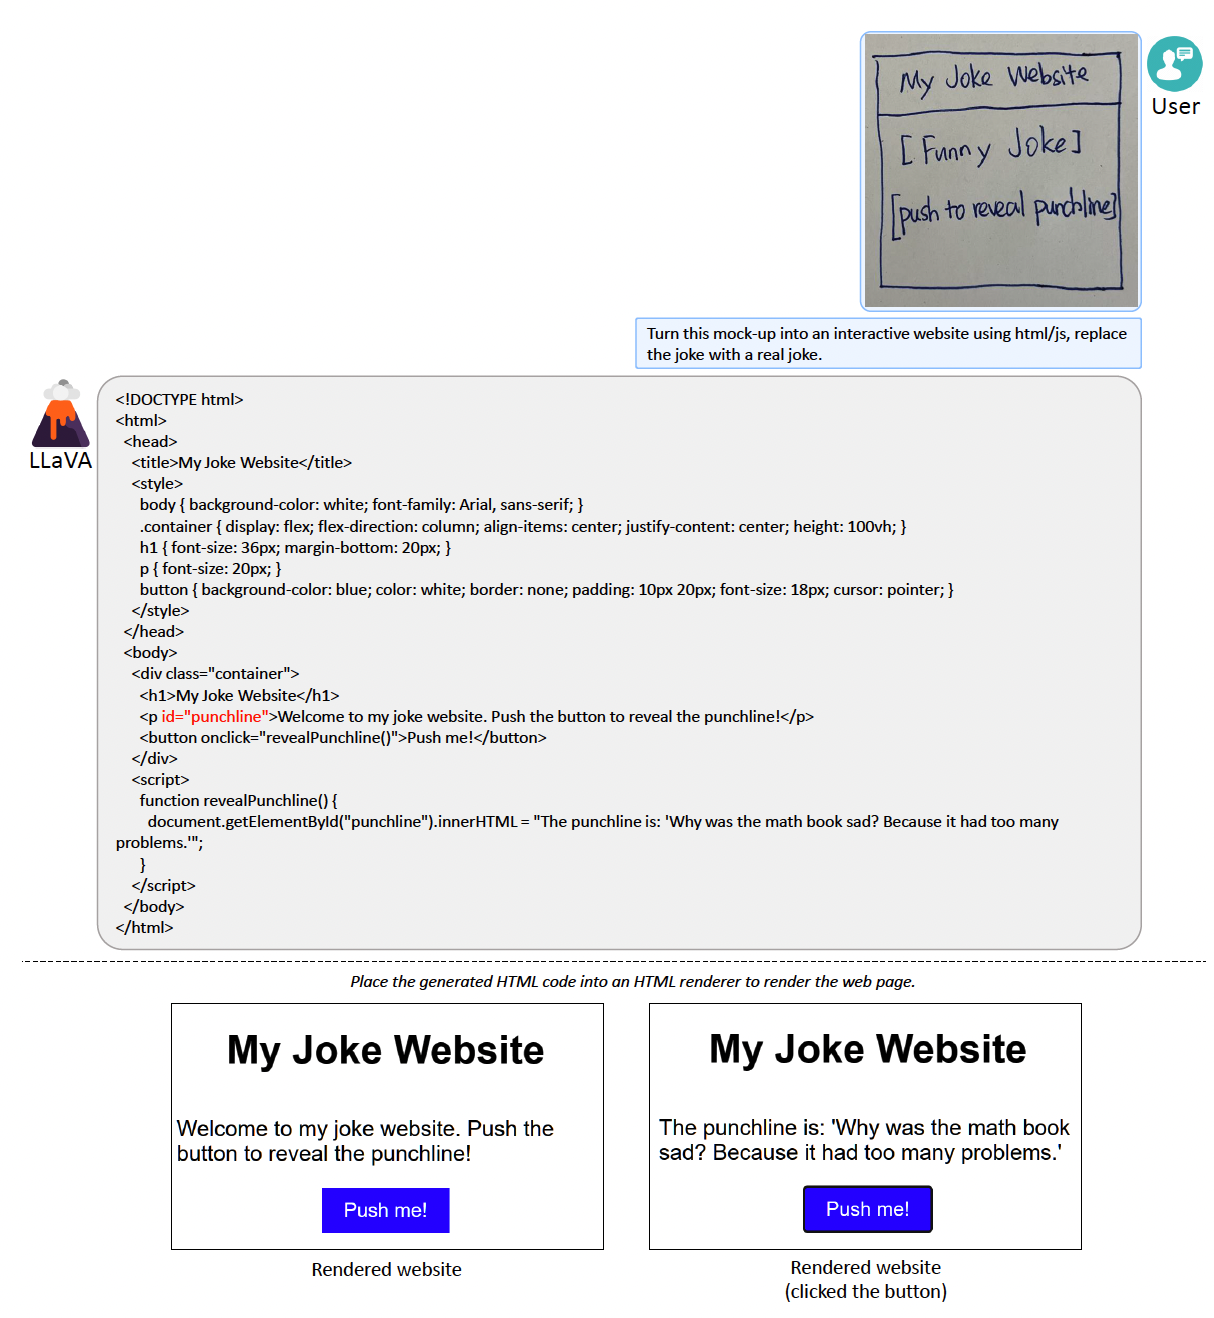 My Joke Website
[Funny Joke]
[push to reveal punchline]
User
Turn this mock-up into an interactive website using html/js, replace
the joke with a real joke.
LLaVA
<!DOCTYPE html>
<html>
<head>
<title>My Joke Website</title>
<style>
body { background-color: white; font-family: Arial, sans-serif; }
.container { display: flex; flex-direction: column; align-items: center; justify-content: center; height: 100vh; }
h1 { font-size: 36px; margin-bottom: 20px; }
p { font-size: 20px; }
button { background-color: blue; color: white; border: none; padding: 10px 20px; font-size: 18px; cursor: pointer; }
</style>
</head>
<body>
<div class="container">
<h1>My Joke Website</h1>
<p id="punchline">Welcome to my joke website. Push the button to reveal the punchline!</p>
<button onclick="revealPunchline()">Push me!</button>
</div>
<script>
function revealPunchline() {
document.getElementById("punchline").innerHTML = "The punchline is: 'Why was the math book sad? Because it had too many
problems.'";
}
</script>
</body>
</html>
Place the generated HTML code into an HTML renderer to render the web page.
My Joke Website
Welcome to my joke website. Push the
button to reveal the punchline!
Push me!
Rendered website
My Joke Website
The punchline is: 'Why was the math book
sad? Because it had too many problems.'
Push me!
Rendered website
(clicked the button)